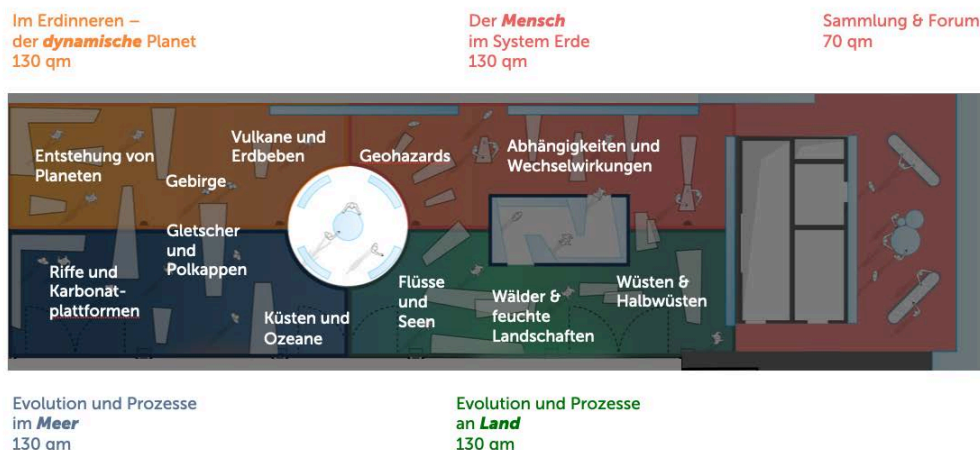 Im Erdinneren –
der dynamische Planet
130 qm
Der Mensch
im System Erde
130 qm
Sammlung & Forum
70 qm
Entstehung von
Planeten
Gebirge
Vulkane und
Erdbeben
Geohazards
Abhängigkeiten und
Wechselwirkungen
Riffe und
Karbonat-
plattformen
Gletscher
und
Polkappen
Küsten und
Ozeane
Flüsse
und
Seen
Wälder &
feuchte
Landschaften
Wüsten &
Halbwüsten
Evolution und Prozesse
im Meer
130 qm
Evolution und Prozesse
an Land
130 qm